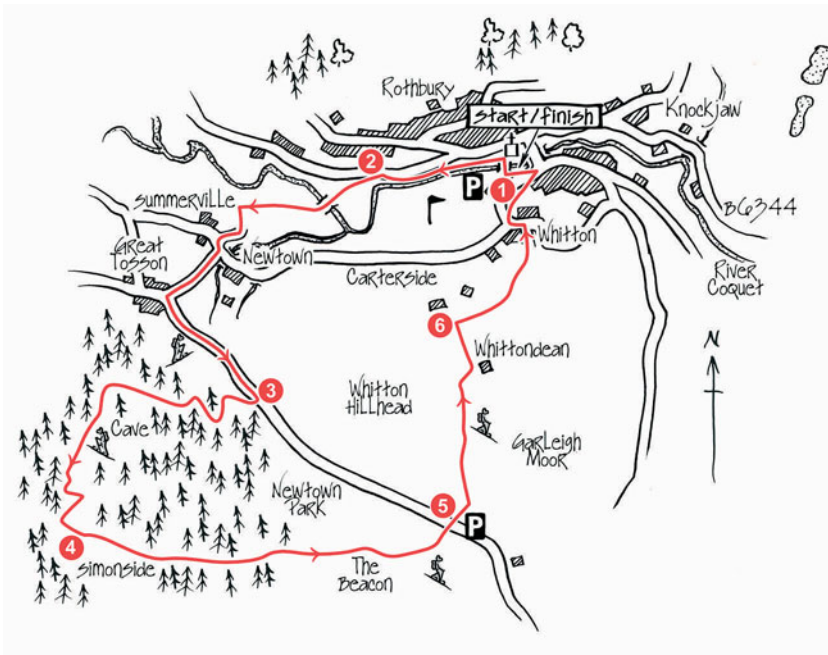 Rothbury
start/finish
Knockjaw
2
P
1
Summerville
B6344
Great
Tosson
Newtown
Whitton
Carterside
River
Coquet
6
N
Whittondean
3
Whitton
Hillhead
Cave
Garleigh
Moor
Newtown
Park
5
P
4
Simonside
The
Beacon